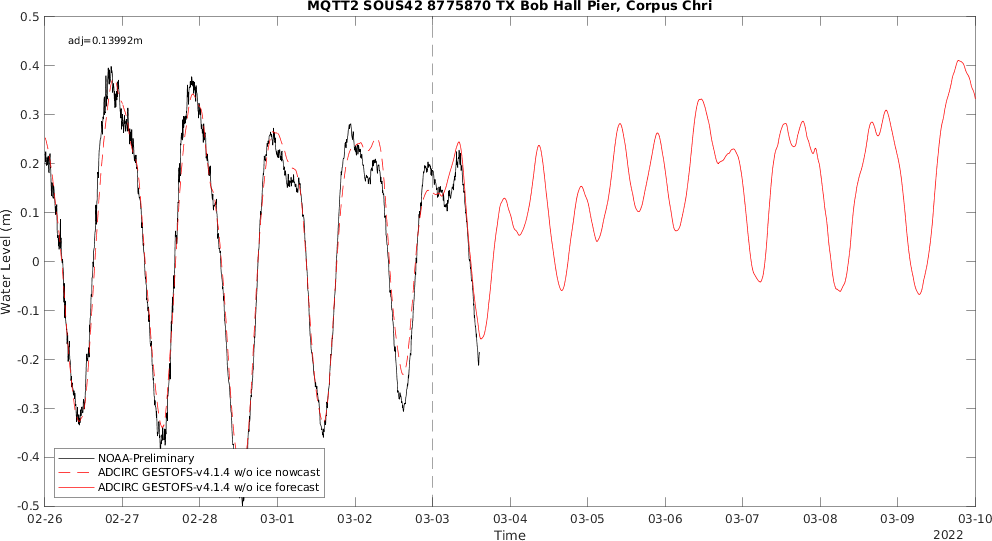 MQTT2 SOUS42 8775870 TX Bob Hall Pier, Corpus Chri
adj=0.13992m
0.5
0.4
0.3
0.2
0.1
0
-0.1
-0.2
-0.3
-0.4
-0.5
Water Level (m)
NOAA-Preliminary
ADCIRC GESTOFS-v4.1.4 w/o ice nowcast
ADCIRC GESTOFS-v4.1.4 w/o ice forecast
02-26 02-27 02-28 03-01 03-02 03-03 03-04 03-05 03-06 03-07 03-08 03-09 03-10
Time
2022